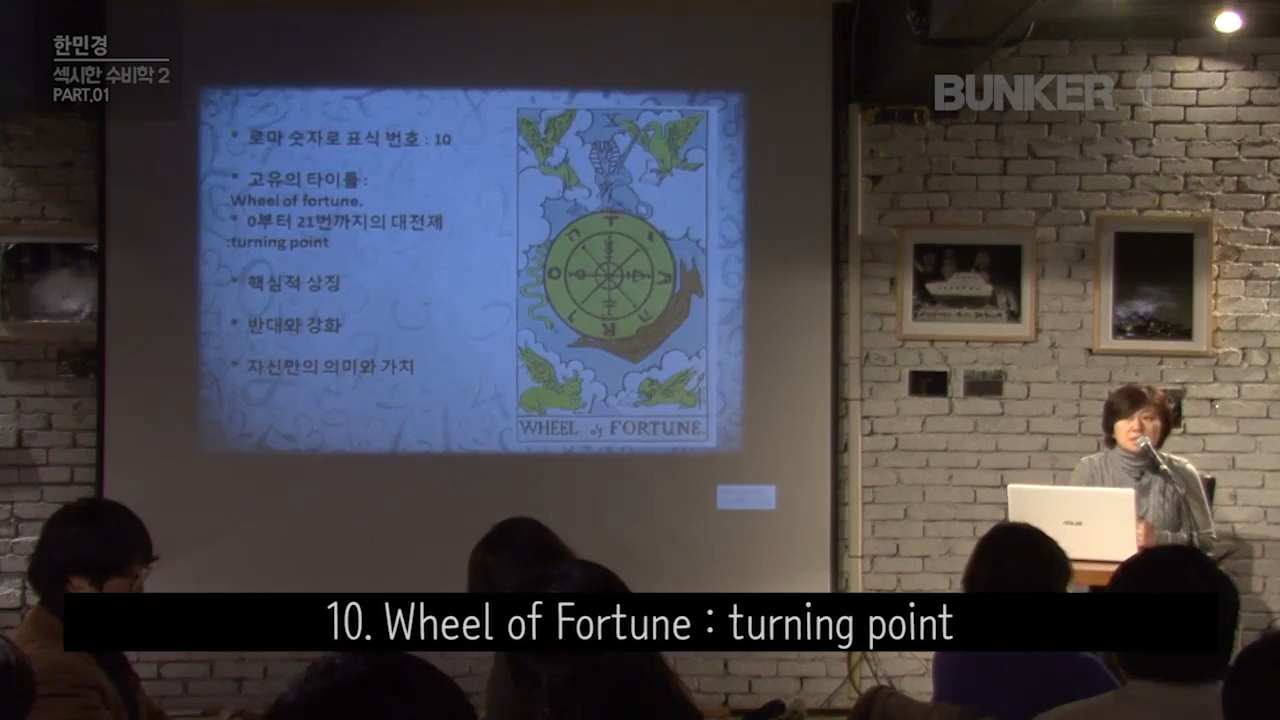 한민경
섹시한 수비학 2
PART.01
BUNKER 1
* 로마 숫자로 표식 번호 : 10
* 고유의 타이틀 :
Wheel of fortune.
* 0부터 21번까지의 대전제
:turning point
* 핵심적 상징
* 반대와 강화
* 자신만의 의미와 가치
X
WHEEL of FORTUNE.
ASUS
10. Wheel of Fortune : turning point